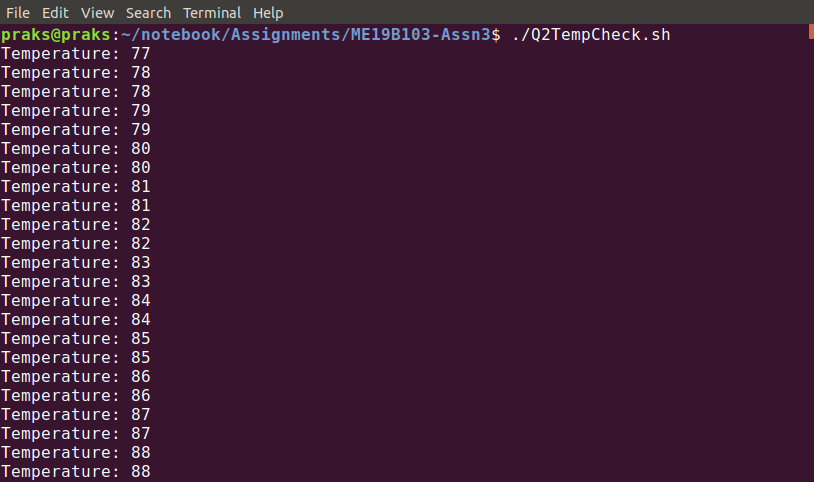 File Edit View Search Terminal Help
praks@praks:~/notebook/Assignments/ME19B103-Assn3$ ./Q2TempCheck.sh
Temperature: 77
Temperature: 78
Temperature: 78
Temperature: 79
Temperature: 79
Temperature: 80
Temperature: 80
Temperature: 81
Temperature: 81
Temperature: 82
Temperature: 82
Temperature: 83
Temperature: 83
Temperature: 84
Temperature: 84
Temperature: 85
Temperature: 85
Temperature: 86
Temperature: 86
Temperature: 87
Temperature: 87
Temperature: 88
Temperature: 88